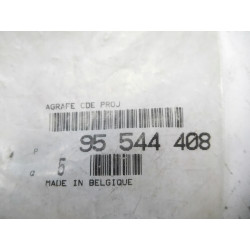 AGRAFE CDE PROJ
95 544 408
P
Q 5
MADE IN BELGIQUE